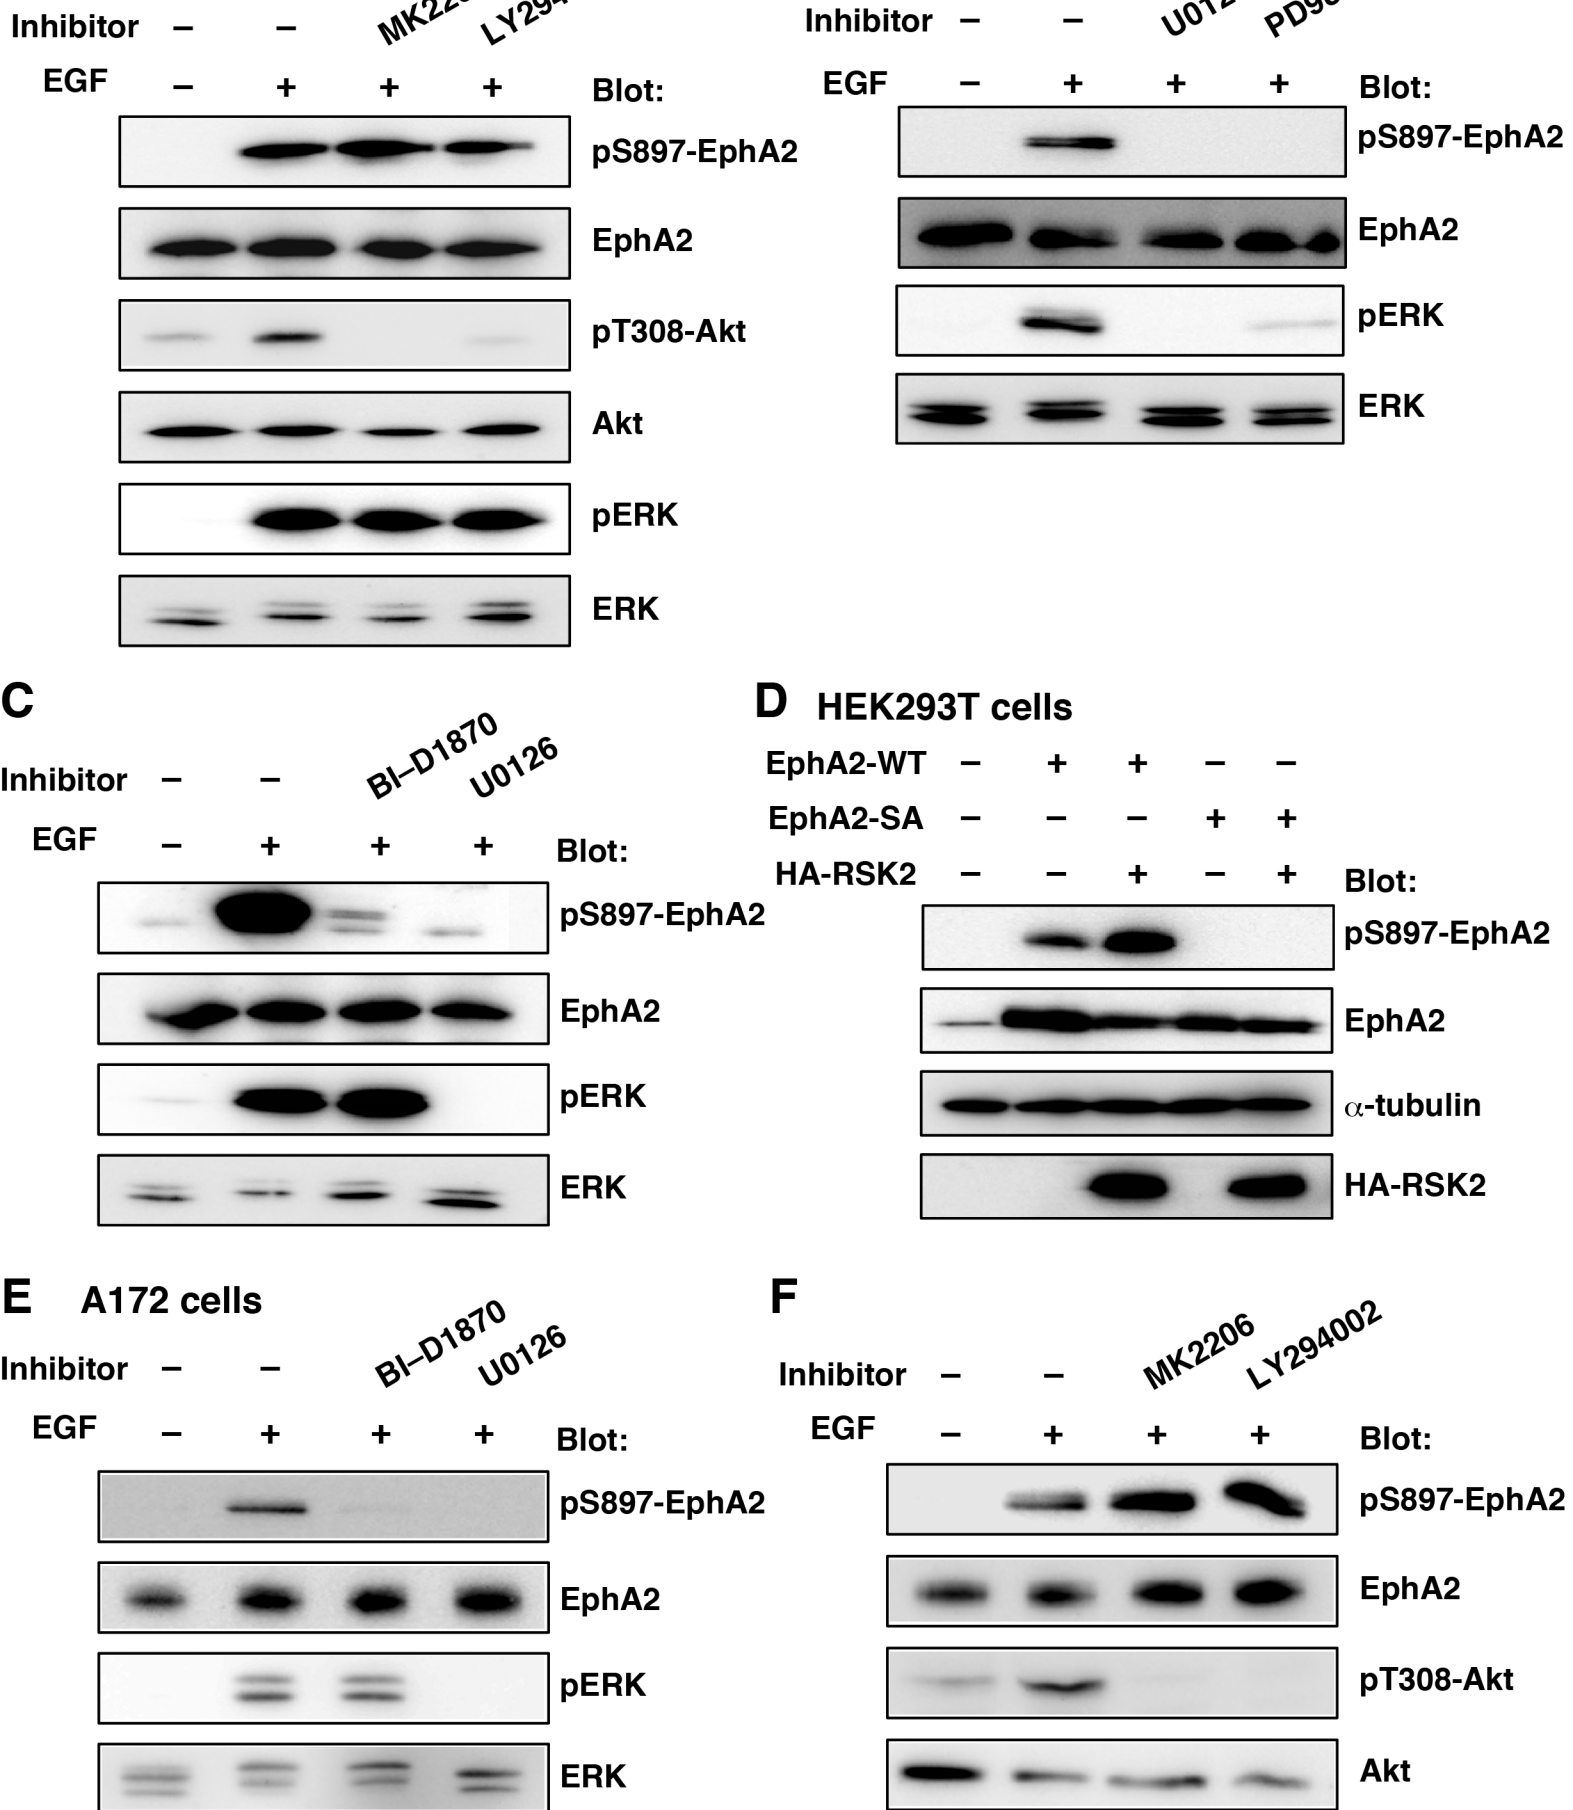 Inhibitor – –
EGF – + + + Blot:
pS897-EphA2
EphA2
pT308-Akt
Akt
pERK
ERK
Inhibitor – –
EGF – + + + Blot:
pS897-EphA2
EphA2
pERK
ERK
C
Inhibitor – – BI–D1870 U0126
EGF – + + + Blot:
pS897-EphA2
EphA2
pERK
ERK
D HEK293T cells
EphA2-WT – + + – –
EphA2-SA – – – + +
HA-RSK2 – – + – + Blot:
pS897-EphA2
EphA2
α-tubulin
HA-RSK2
E A172 cells
Inhibitor – – BI–D1870 U0126
EGF – + + + Blot:
pS897-EphA2
EphA2
pERK
ERK
F
Inhibitor – – MK2206 LY294002
EGF – + + + Blot:
pS897-EphA2
EphA2
pT308-Akt
Akt